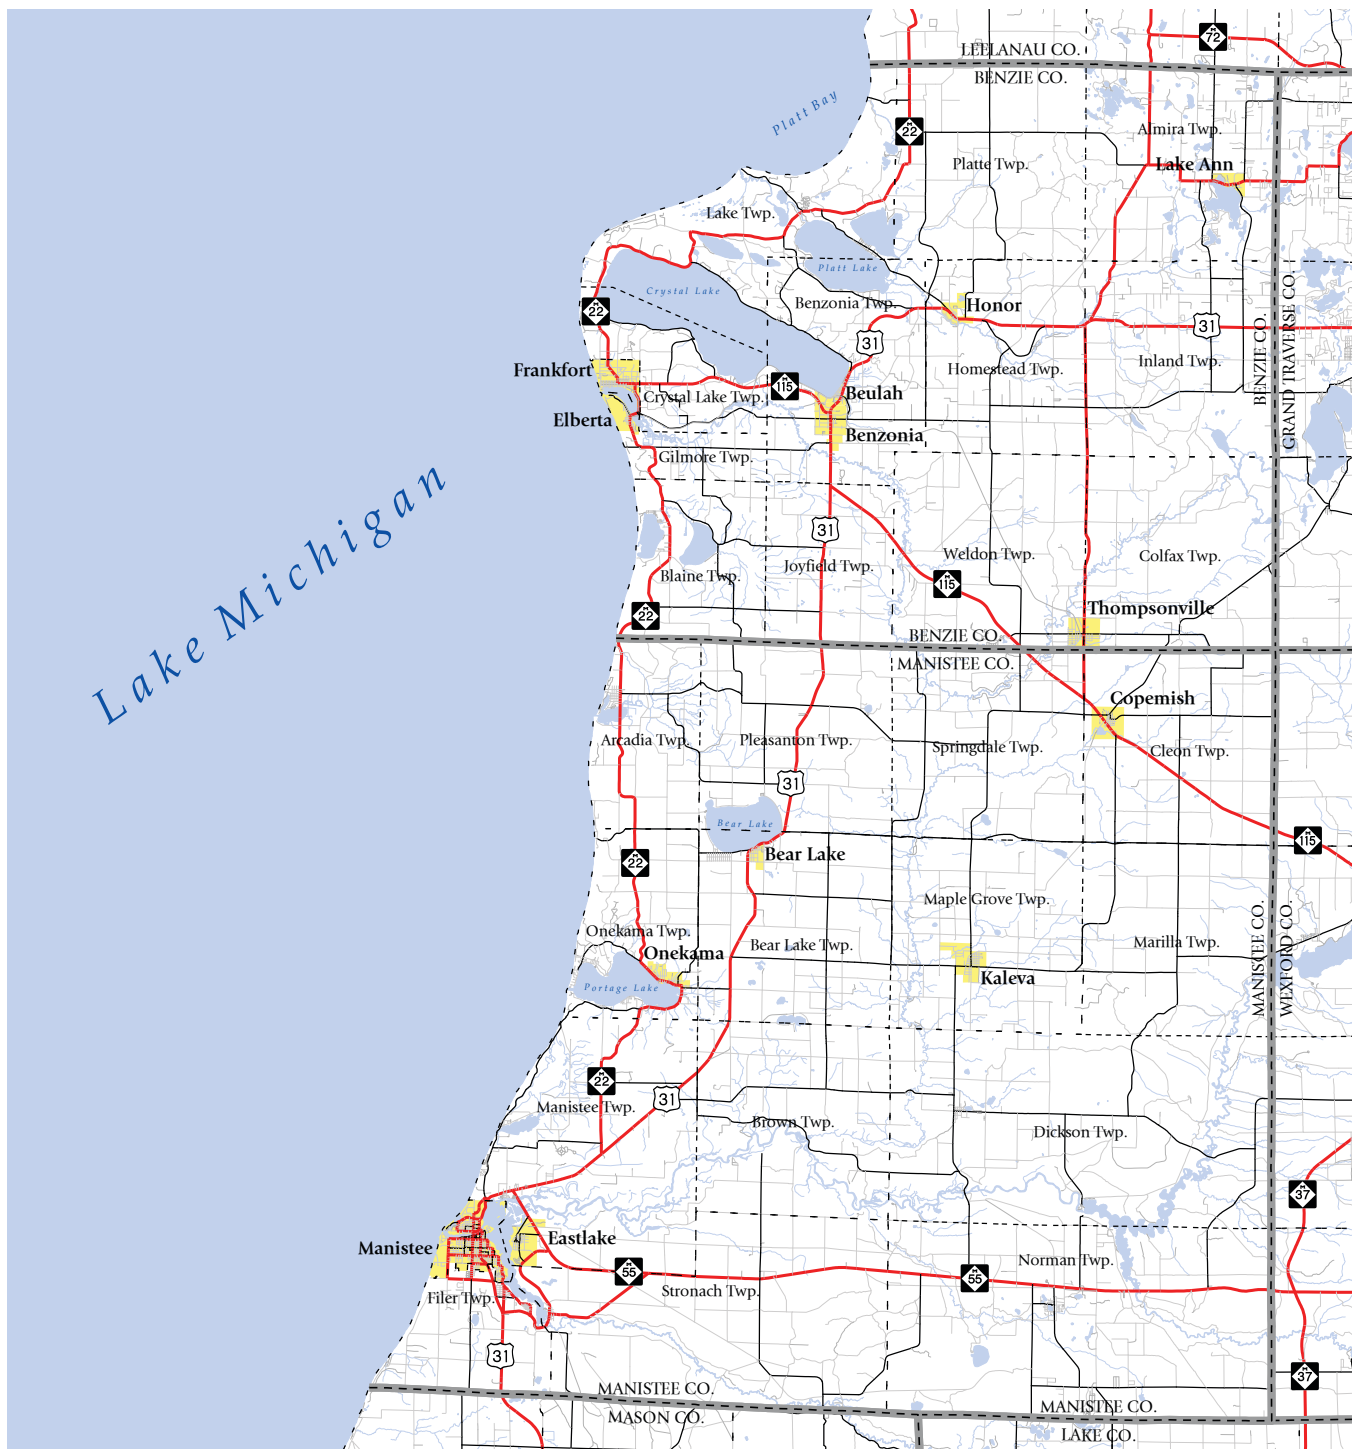 72
LEELANAU CO.
BENZIE CO.
Platt Bay
M
22
Almira Twp.
Platte Twp.
Lake Ann
Lake Twp.
Platt Lake
Crystal Lake
Benzonia Twp.
Honor
M
22
31
31
BENZIE CO.
GRAND TRAVERSE CO.
Frankfort
Homestead Twp.
Inland Twp.
M
115
Crystal Lake Twp.
Beulah
Elberta
Benzonia
Gilmore Twp.
Lake Michigan
31
Weldon Twp.
Colfax Twp.
Joyfield Twp.
Blaine Twp.
M
115
M
22
Thompsonville
BENZIE CO.
MANISTEE CO.
Copemish
Arcadia Twp.
Pleasanton Twp.
Springdale Twp.
Cleon Twp.
31
Bear Lake
M
115
Bear Lake
M
22
Maple Grove Twp.
MANISTEE CO.
WEXFORD CO.
Onekama Twp.
Bear Lake Twp.
Marilla Twp.
Onekama
Kaleva
Portage Lake
M
22
31
Manistee Twp.
Brown Twp.
Dickson Twp.
M
37
Manistee
Eastlake
Norman Twp.
M
55
M
55
Stronach Twp.
Filer Twp.
31
M
37
MANISTEE CO.
MASON CO.
MANISTEE CO.
LAKE CO.